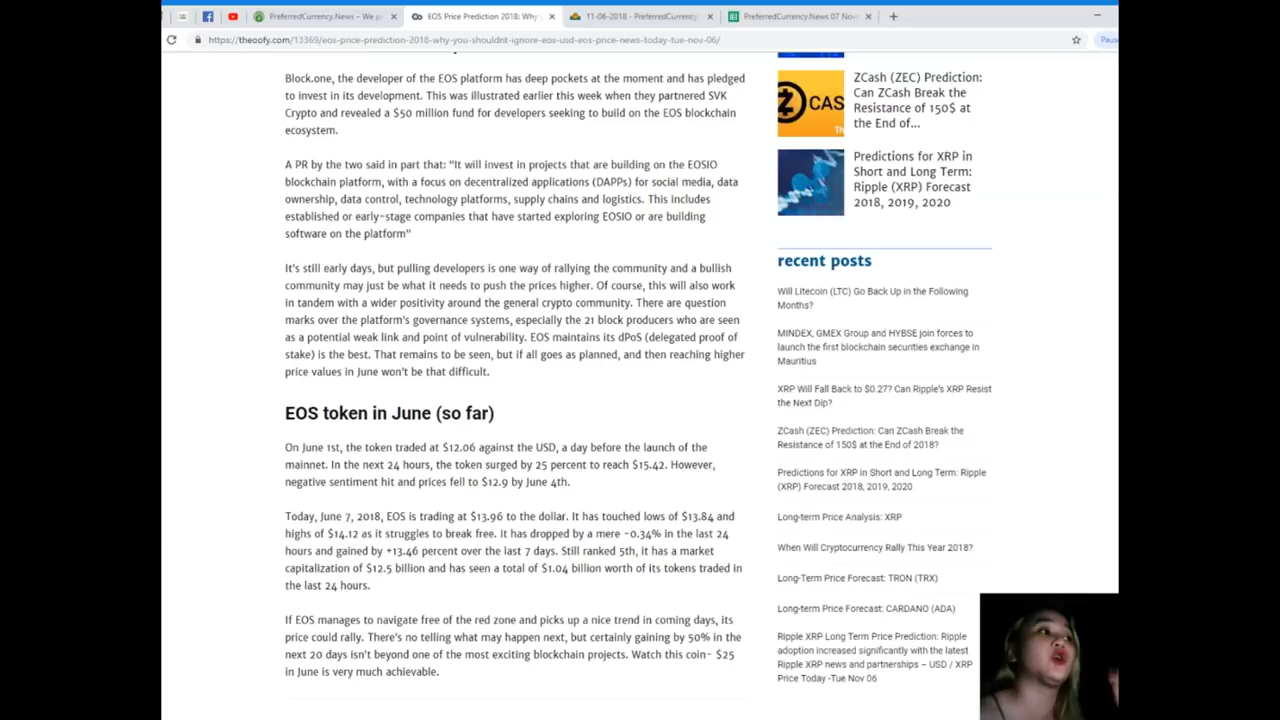 PreferredCurrency.News – We pi
EOS Price Prediction 2018: Why y
11-06-2018 - PreferredCurrency.
PreferredCurrency.News 07 Nov
https://theoofy.com/13369/eos-price-prediction-2018-why-you-shouldnt-ignore-eos-usd-eos-price-news-today-tue-nov-06/
Paus
Block.one, the developer of the EOS platform has deep pockets at the moment and has pledged
to invest in its development. This was illustrated earlier this week when they partnered SVK
Crypto and revealed a $50 million fund for developers seeking to build on the EOS blockchain
ecosystem.
A PR by the two said in part that: “It will invest in projects that are building on the EOSIO
blockchain platform, with a focus on decentralized applications (DAPPs) for social media, data
ownership, data control, technology platforms, supply chains and logistics. This includes
established or early-stage companies that have started exploring EOSIO or are building
software on the platform”
It's still early days, but pulling developers is one way of rallying the community and a bullish
community may just be what it needs to push the prices higher. Of course, this will also work
in tandem with a wider positivity around the general crypto community. There are question
marks over the platform's governance systems, especially the 21 block producers who are seen
as a potential weak link and point of vulnerability. EOS maintains its dPoS (delegated proof of
stake) is the best. That remains to be seen, but if all goes as planned, and then reaching higher
price values in June won't be that difficult.
EOS token in June (so far)
On June 1st, the token traded at $12.06 against the USD, a day before the launch of the
mainnet. In the next 24 hours, the token surged by 25 percent to reach $15.42. However,
negative sentiment hit and prices fell to $12.9 by June 4th.
Today, June 7, 2018, EOS is trading at $13.96 to the dollar. It has touched lows of $13.84 and
highs of $14.12 as it struggles to break free. It has dropped by a mere -0.34% in the last 24
hours and gained by +13.46 percent over the last 7 days. Still ranked 5th, it has a market
capitalization of $12.5 billion and has seen a total of $1.04 billion worth of its tokens traded in
the last 24 hours.
If EOS manages to navigate free of the red zone and picks up a nice trend in coming days, its
price could rally. There's no telling what may happen next, but certainly gaining by 50% in the
next 20 days isn't beyond one of the most exciting blockchain projects. Watch this coin- $25
in June is very much achievable.
CAS
Th
ZCash (ZEC) Prediction:
Can ZCash Break the
Resistance of 150$ at
the End of...
Predictions for XRP in
Short and Long Term:
Ripple (XRP) Forecast
2018, 2019, 2020
recent posts
Will Litecoin (LTC) Go Back Up in the Following
Months?
MINDEX, GMEX Group and HYBSE join forces to
launch the first blockchain securities exchange in
Mauritius
XRP Will Fall Back to $0.27? Can Ripple's XRP Resist
the Next Dip?
ZCash (ZEC) Prediction: Can ZCash Break the
Resistance of 150$ at the End of 2018?
Predictions for XRP in Short and Long Term: Ripple
(XRP) Forecast 2018, 2019, 2020
Long-term Price Analysis: XRP
When Will Cryptocurrency Rally This Year 2018?
Long-Term Price Forecast: TRON (TRX)
Long-term Price Forecast: CARDANO (ADA)
Ripple XRP Long Term Price Prediction: Ripple
adoption increased significantly with the latest
Ripple XRP news and partnerships – USD / XRP
Price Today -Tue Nov 06